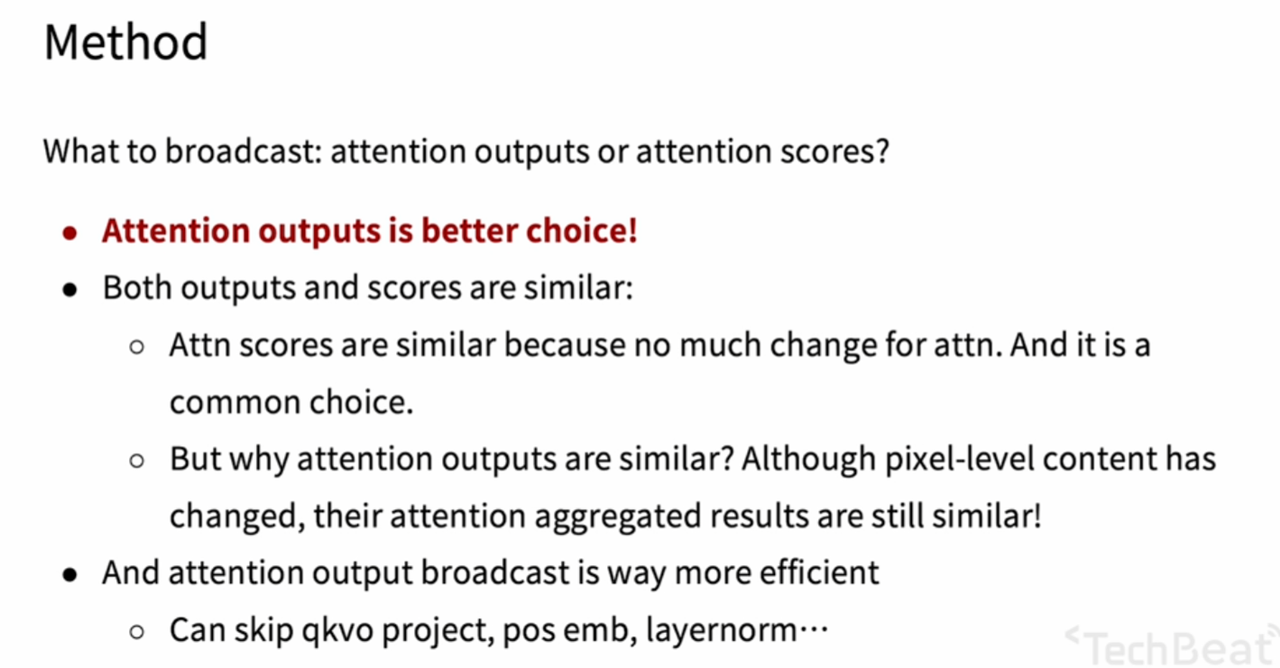 Method
What to broadcast: attention outputs or attention scores?
● Attention outputs is better choice!
● Both outputs and scores are similar:
○ Attn scores are similar because no much change for attn. And it is a
common choice.
○ But why attention outputs are similar? Although pixel-level content has
changed, their attention aggregated results are still similar!
● And attention output broadcast is way more efficient
○ Can skip qkvo project, pos emb, layernorm⋯
TechBeat